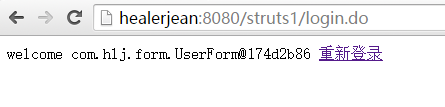 healerjean:8080/struts1/login.do
welcome com.hlj.form.UserForm@174d2b86 重新登录